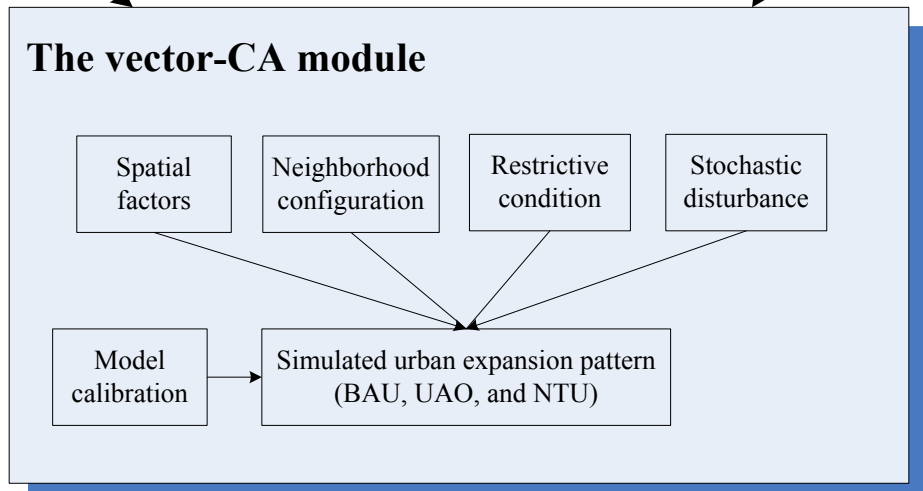 The vector-CA module
Spatial
factors
Neighborhood
configuration
Restrictive
condition
Stochastic
disturbance
Model
calibration
Simulated urban expansion pattern
(BAU, UAO, and NTU)